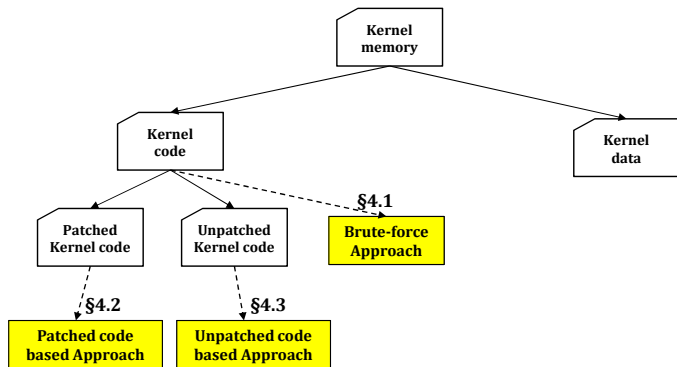 Kernel
memory
Kernel
code
Kernel
data
§4.1
Patched
Kernel code
Unpatched
Kernel code
Brute-force
Approach
§4.2
§4.3
Patched code
based Approach
Unpatched code
based Approach